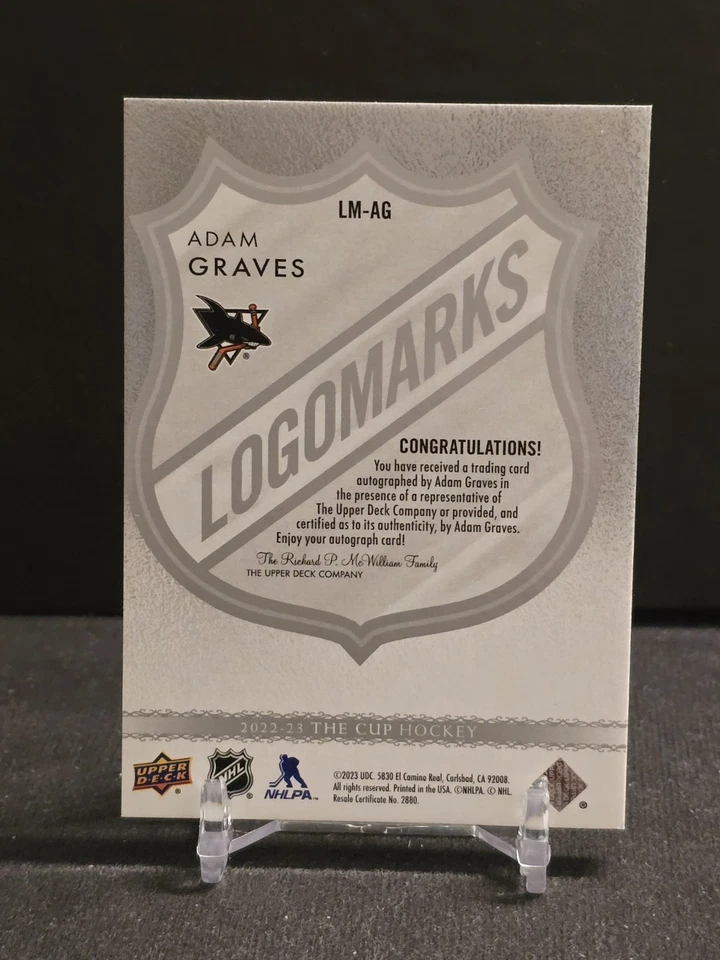 LM-AG
ADAM
GRAVES
®
LOGOMARKS
CONGRATULATIONS!
You have received a trading card
autographed by Adam Graves in
the presence of a representative of
The Upper Deck Company or provided, and
certified as to its authenticity, by Adam Graves.
Enjoy your autograph card!
The Richard P. McWilliam Family
THE UPPER DECK COMPANY
2022-23 THE CUP HOCKEY
UPPER
D·E·C·K
®
NHL
®
NHLPA™
©2023 UDC. 5830 El Camino Real, Carlsbad, CA 92008.
All rights reserved. Printed in the USA. ©NHLPA. © NHL.
Resale Certificate No. 2880.
®